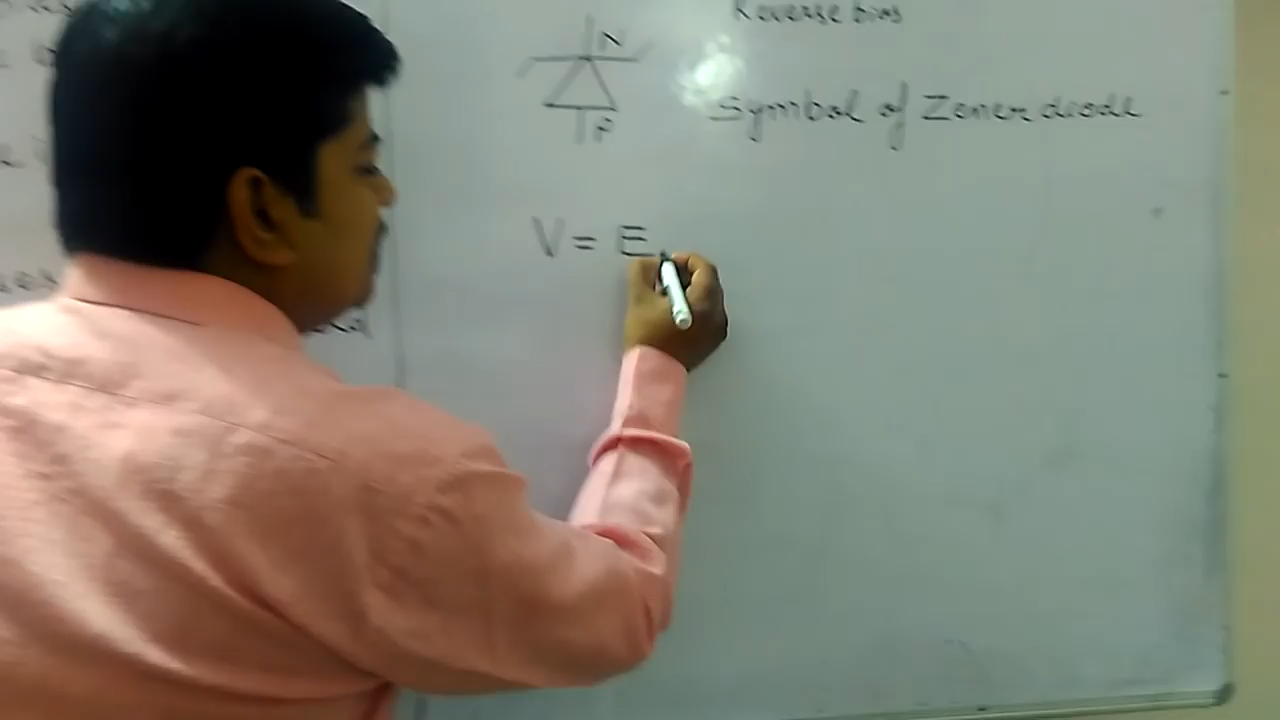 Reverse bias
N
Symbol of Zener diode
P
V = E